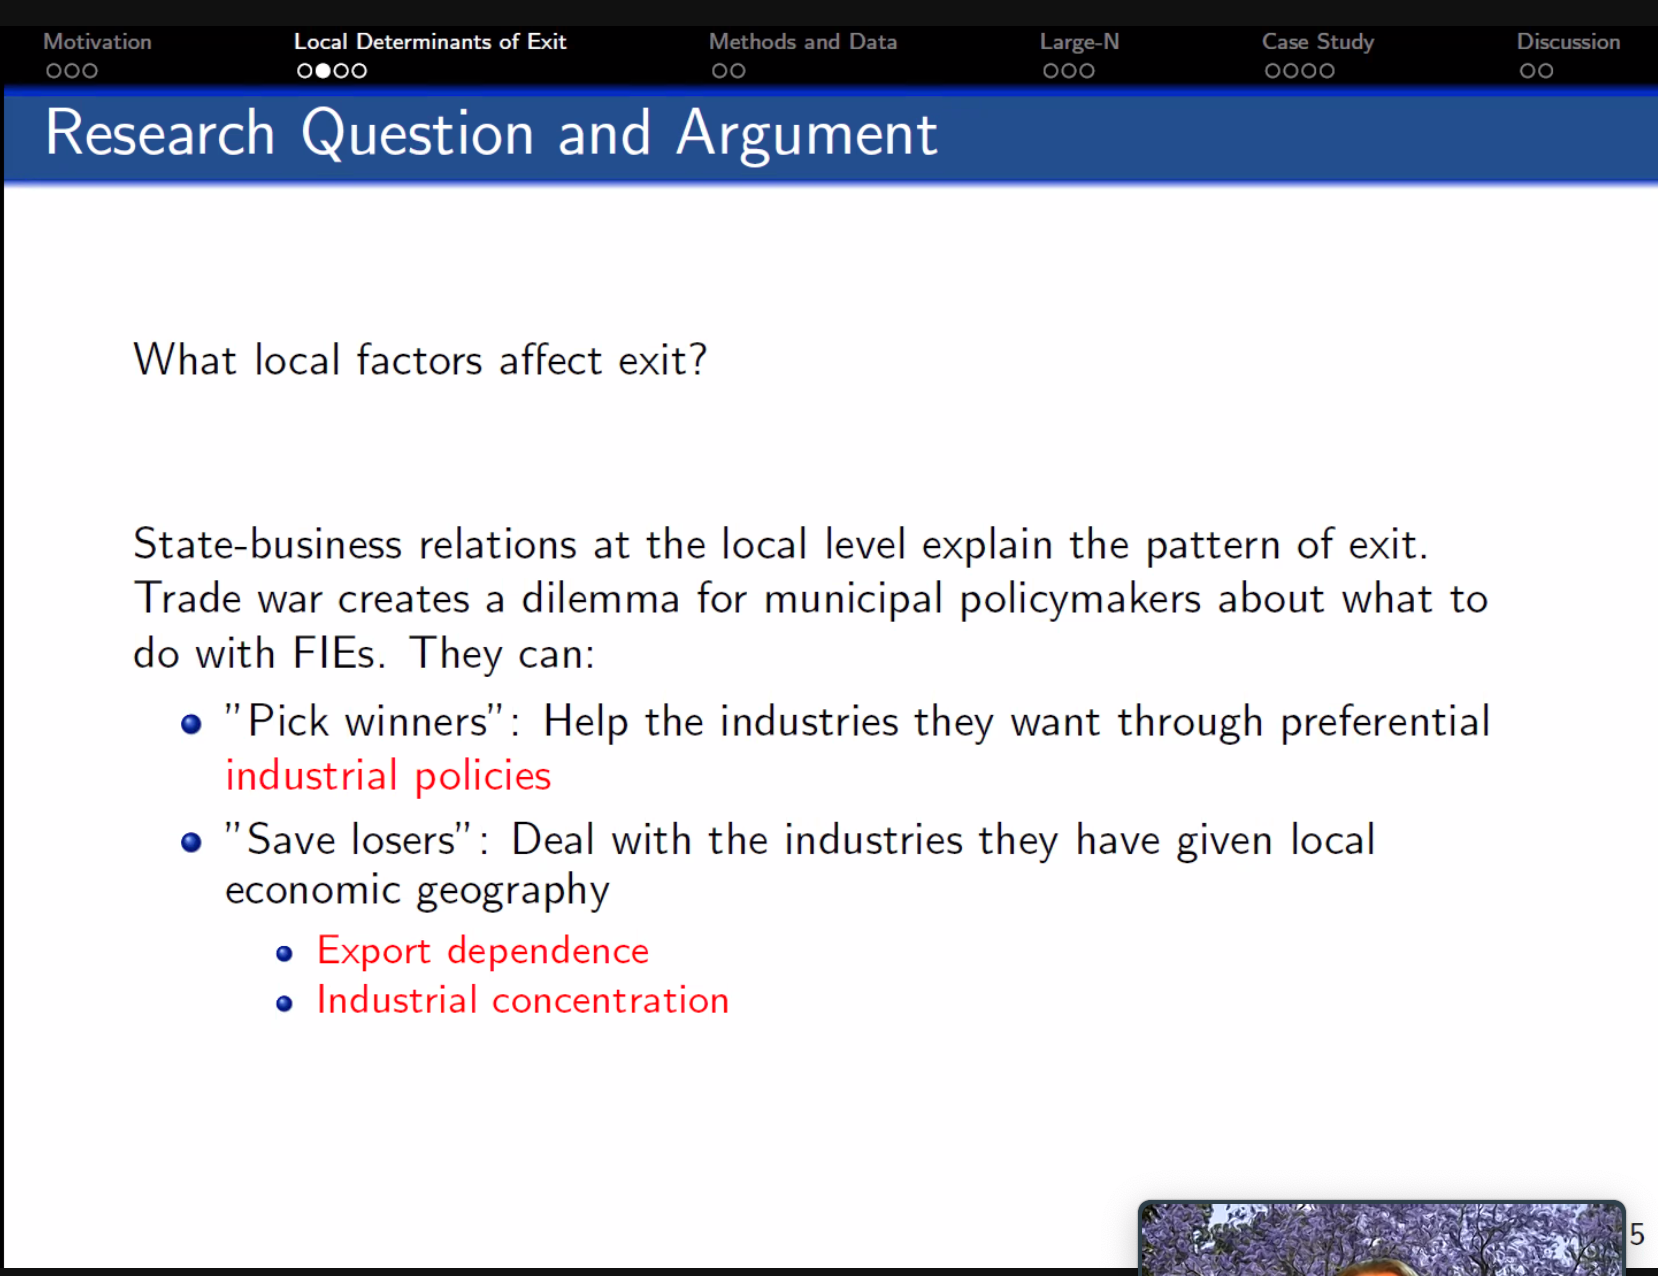 Motivation
Local Determinants of Exit
Methods and Data
Large-N
Case Study
Discussion
Research Question and Argument
What local factors affect exit?
State-business relations at the local level explain the pattern of exit.
Trade war creates a dilemma for municipal policymakers about what to
do with FIEs. They can:
”Pick winners”: Help the industries they want through preferential
industrial policies
”Save losers”: Deal with the industries they have given local
economic geography
Export dependence
Industrial concentration
5